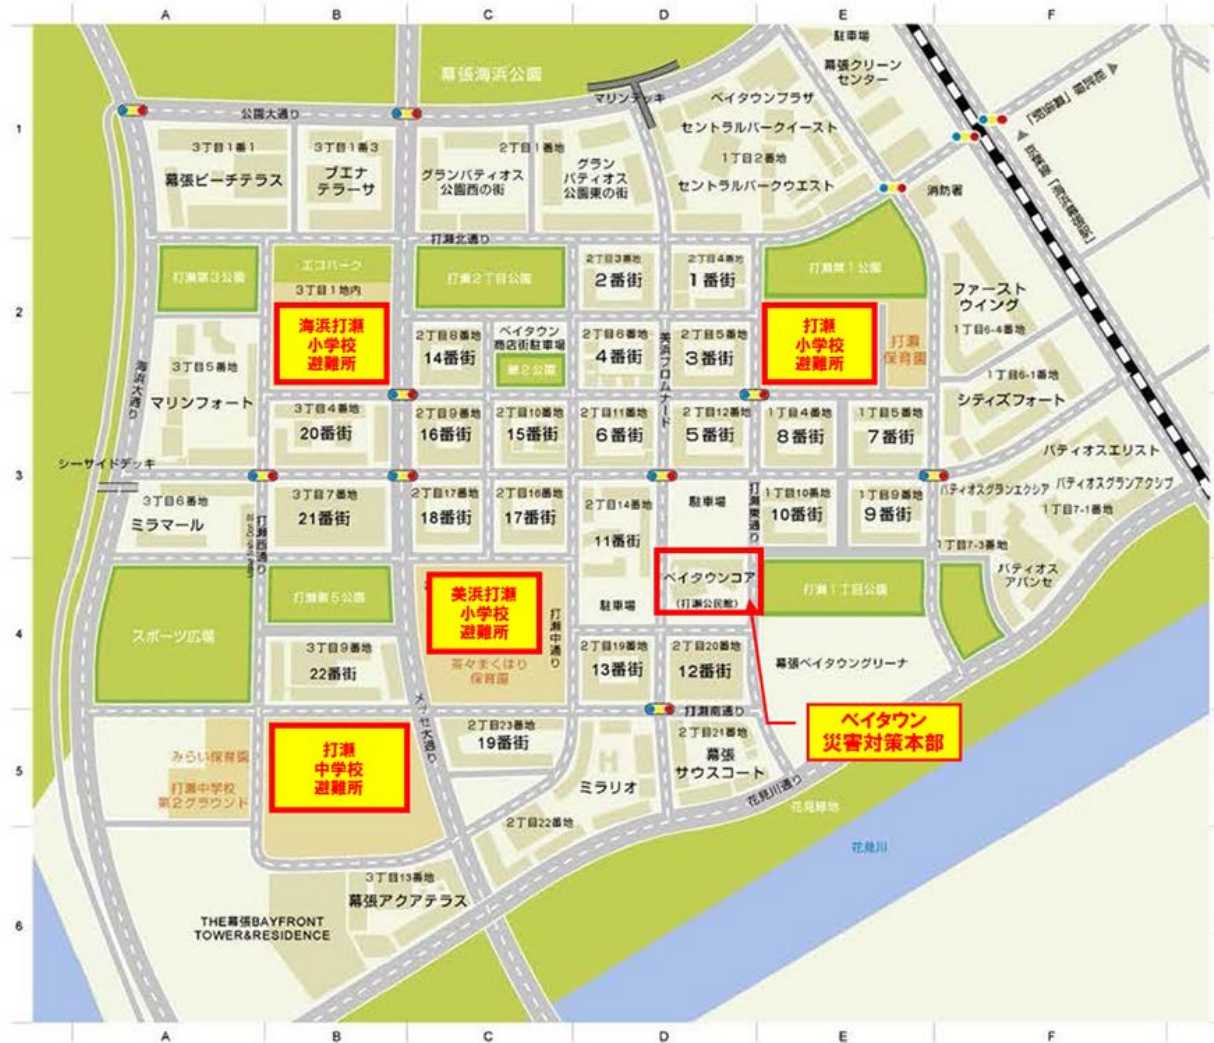 A B C D E F
幕張海浜公園
駐車場
幕張クリーン
センター
マリンデッキ
ベイタウンプラザ
公園大通り
1
セントラルパークイースト
1丁目2番地
セントラルパークウエスト
3丁目1番1
幕張ビーチテラス
3丁目1番3
ブエナ
テラーサ
2丁目1番地
グランパティオス
公園西の街
グラン
パティオス
公園東の街
消防署
打瀬北通り
打瀬第3公園
エコパーク
3丁目1地内
打瀬2丁目公園
2丁目3番地
2番街
2丁目4番地
1番街
打瀬第1公園
2
海浜打瀬
小学校
避難所
2丁目8番地
14番街
ベイタウン
商店街駐車場
第2公園
2丁目6番地
4番街
美浜プロムナード
2丁目5番地
3番街
打瀬
小学校
避難所
打瀬
保育園
ファースト
ウイング
1丁目6-4番地
1丁目6-1番地
シティズフォート
海浜大通り
3丁目5番地
マリンフォート
3丁目4番地
20番街
2丁目9番地
16番街
2丁目10番地
15番街
2丁目11番地
6番街
2丁目12番地
5番街
1丁目4番地
8番街
1丁目5番地
7番街
パティオスエリスト
シーサイドデッキ
3
3丁目6番地
ミラマール
打瀬西通り
3丁目7番地
21番街
2丁目17番地
18番街
2丁目16番地
17番街
2丁目14番地
11番街
駐車場
打瀬東通り
1丁目10番地
10番街
1丁目9番地
9番街
パティオスグランエクシア
パティオスグランアクシブ
1丁目7-1番地
1丁目7-3番地
パティオス
アバンセ
スポーツ広場
打瀬第5公園
美浜打瀬
小学校
避難所
打瀬中通り
駐車場
ベイタウンコア
(打瀬公民館)
打瀬1丁目公園
4
3丁目9番地
22番街
茶々まくはり
保育園
2丁目19番地
13番街
2丁目20番地
12番街
幕張ベイタウングリーナ
メッセ大通り
打瀬南通り
みらい保育園
打瀬中学校
第2グラウンド
打瀬
中学校
避難所
2丁目23番地
19番街
2丁目21番地
幕張
サウスコート
ベイタウン
災害対策本部
5
ミラリオ
花見川通り
花見緑地
2丁目22番地
花見川
3丁目13番地
幕張アクアテラス
THE幕張BAYFRONT
TOWER&RESIDENCE
6
A B C D E F